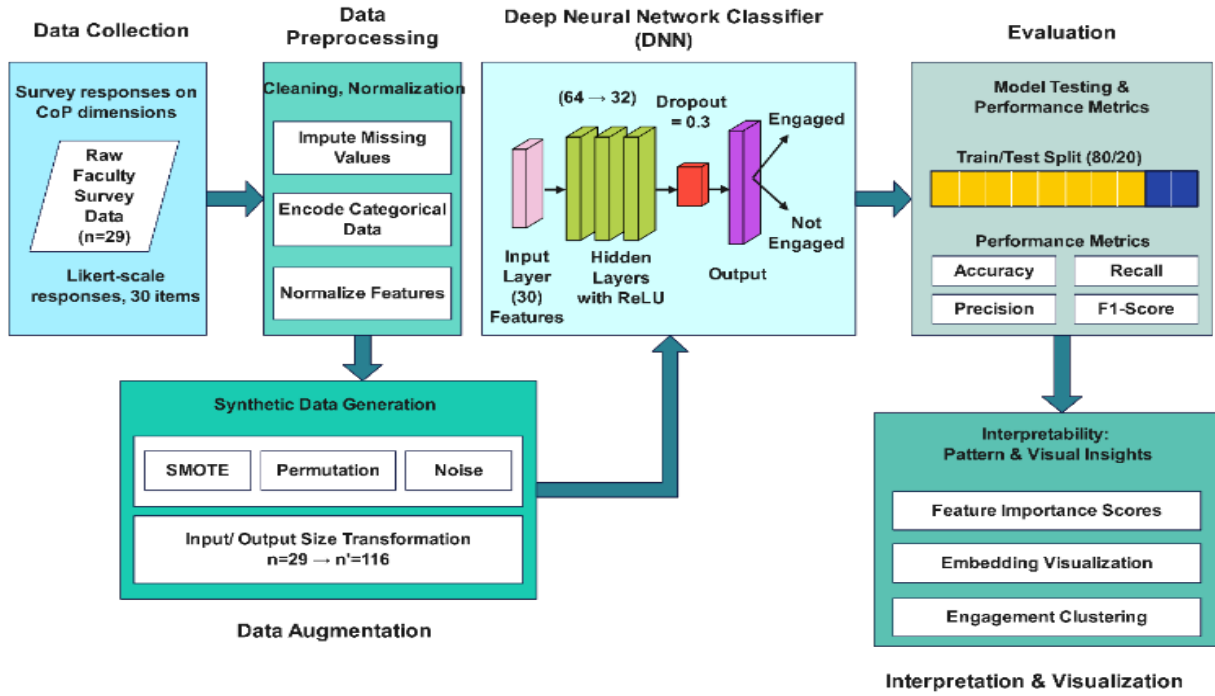 Data Collection
Survey responses on
CoP dimensions
Raw
Faculty
Survey
Data
(n=29)
Likert-scale
responses, 30 items
Data
Preprocessing
Cleaning, Normalization
Impute Missing
Values
Encode Categorical
Data
Normalize Features
Synthetic Data Generation
SMOTE
Permutation
Noise
Input/ Output Size Transformation
n=29 → n'=116
Data Augmentation
Deep Neural Network Classifier
(DNN)
(64 → 32)
Dropout
= 0.3
Engaged
Not
Engaged
Input
Layer
(30)
Features
Hidden
Layers
with ReLU
Output
Evaluation
Model Testing &
Performance Metrics
Train/Test Split (80/20)
Performance Metrics
Accuracy
Recall
Precision
F1-Score
Interpretability:
Pattern & Visual Insights
Feature Importance Scores
Embedding Visualization
Engagement Clustering
Interpretation & Visualization